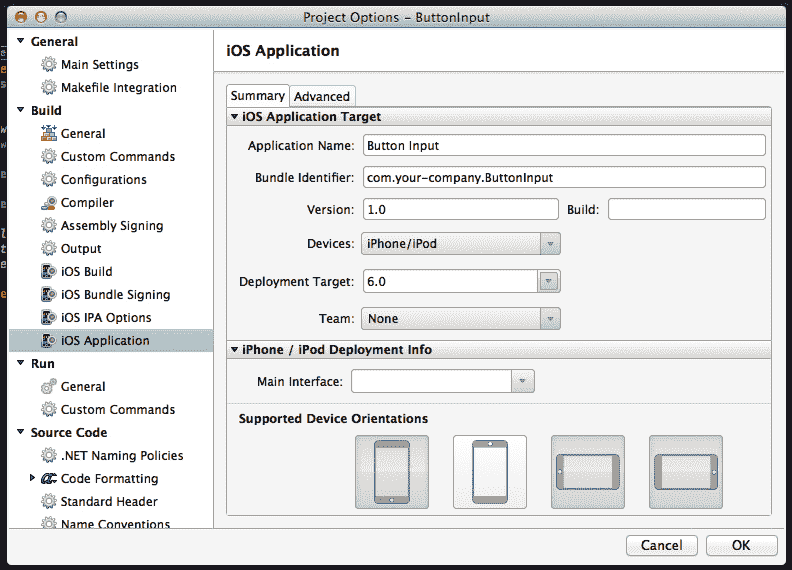 Project Options – ButtonInput
General
Main Settings
Makefile Integration
Build
General
Custom Commands
Configurations
Compiler
Assembly Signing
Output
iOS Build
iOS Bundle Signing
iOS IPA Options
iOS Application
Run
General
Custom Commands
Source Code
.NET Naming Policies
Code Formatting
Standard Header
Name Conventions
iOS Application
Summary Advanced
iOS Application Target
Application Name: Button Input
Bundle Identifier: com.your-company.ButtonInput
Version: 1.0 Build:
Devices: iPhone/iPod
Deployment Target: 6.0
Team: None
iPhone / iPod Deployment Info
Main Interface:
Supported Device Orientations
Cancel OK